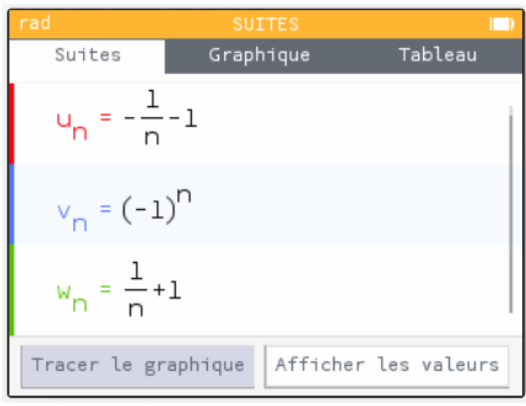 rad SUITES
Suites Graphique Tableau
uₙ = -1/n-1
vₙ = (-1)ⁿ
wₙ = 1/n+1
Tracer le graphique Afficher les valeurs